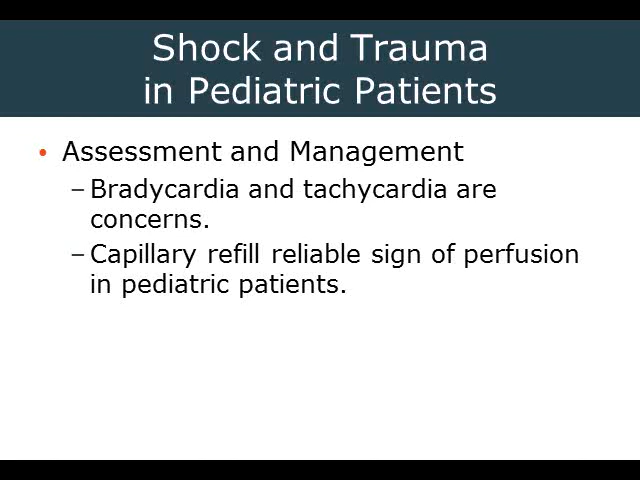 Shock and Trauma
in Pediatric Patients
• Assessment and Management
–Bradycardia and tachycardia are
concerns.
–Capillary refill reliable sign of perfusion
in pediatric patients.